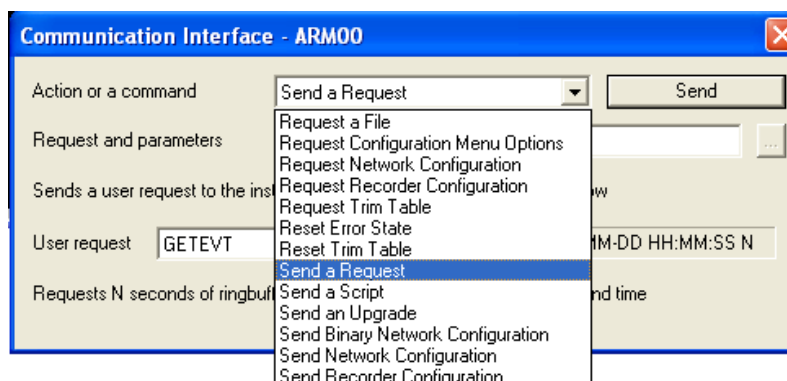 Communication Interface - ARM00
Action or a command Send a Request Send
Request a File
Request and parameters Request Configuration Menu Options ...
Request Network Configuration
Sends a user request to the inst Request Recorder Configuration ow
Request Trim Table
Reset Error State
User request GETEVT Reset Trim Table MM-DD HH:MM:SS N
Send a Request
Requests N seconds of ringbuf Send a Script nd time
Send an Upgrade
Send Binary Network Configuration
Send Network Configuration
Send Recorder Configuration